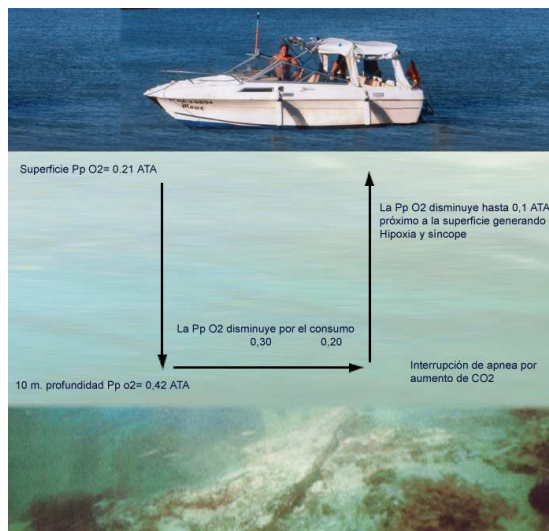 Superficie Pp O2= 0.21 ATA
La Pp O2 disminuye hasta 0,1 ATA
próximo a la superficie generando
Hipoxia y síncope
La Pp O2 disminuye por el consumo
0,30 0,20
10 m. profundidad Pp o2= 0,42 ATA
Interrupción de apnea por
aumento de CO2